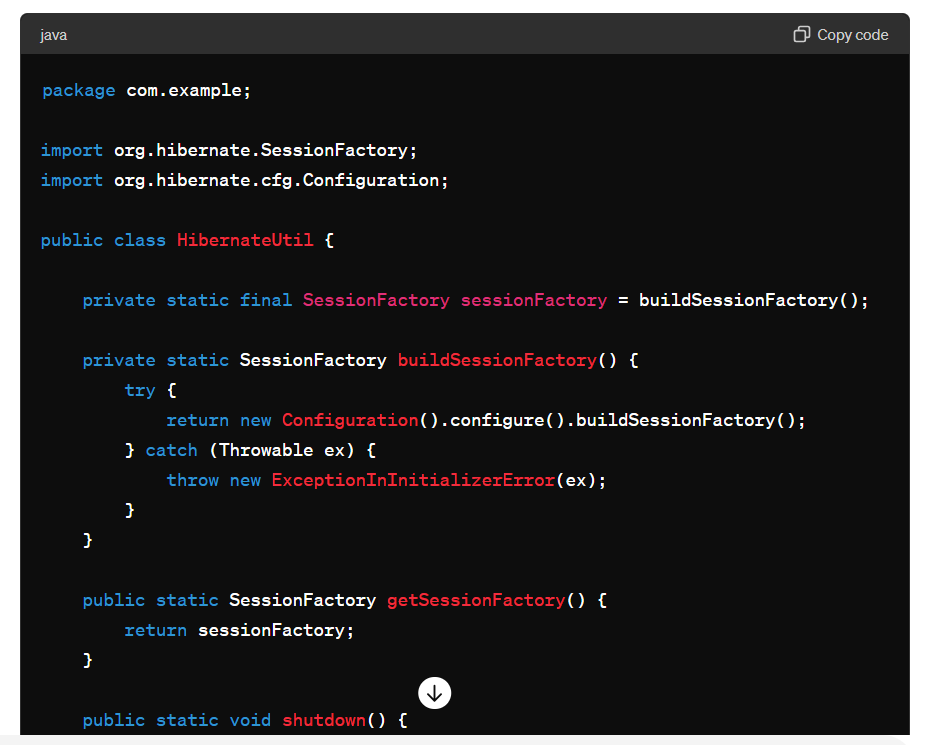 java
Copy code
package com.example;
import org.hibernate.SessionFactory;
import org.hibernate.cfg.Configuration;
public class HibernateUtil {
    private static final SessionFactory sessionFactory = buildSessionFactory();
    private static SessionFactory buildSessionFactory() {
        try {
            return new Configuration().configure().buildSessionFactory();
        } catch (Throwable ex) {
            throw new ExceptionInInitializerError(ex);
        }
    }
    public static SessionFactory getSessionFactory() {
        return sessionFactory;
    }
    public static void shutdown() {